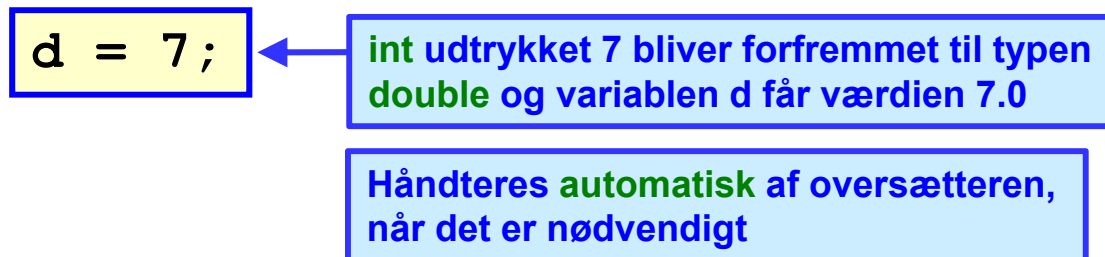 d = 7;
int udtrykket 7 bliver forfremmet til typen
double og variablen d får værdien 7.0
Håndteres automatisk af oversætteren,
når det er nødvendigt